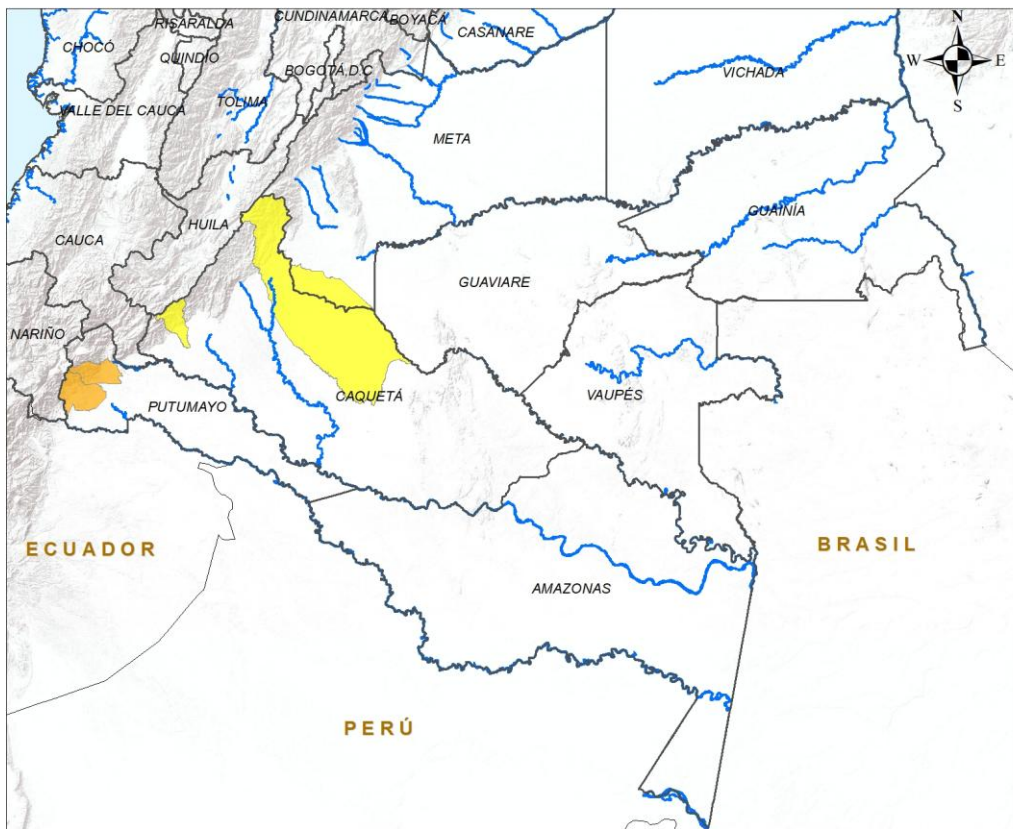 CUNDINAMARCA
BOYACÁ
RISARALDA
CASANARE
N
CHOCÓ
QUINDÍO
BOGOTÁ,D.C
W
E
VICHADA
S
VALLE DEL CAUCA
TOLIMA
META
GUAINÍA
HUILA
CAUCA
GUAVIARE
NARIÑO
CAQUETÁ
VAUPÉS
PUTUMAYO
ECUADOR
BRASIL
AMAZONAS
PERÚ